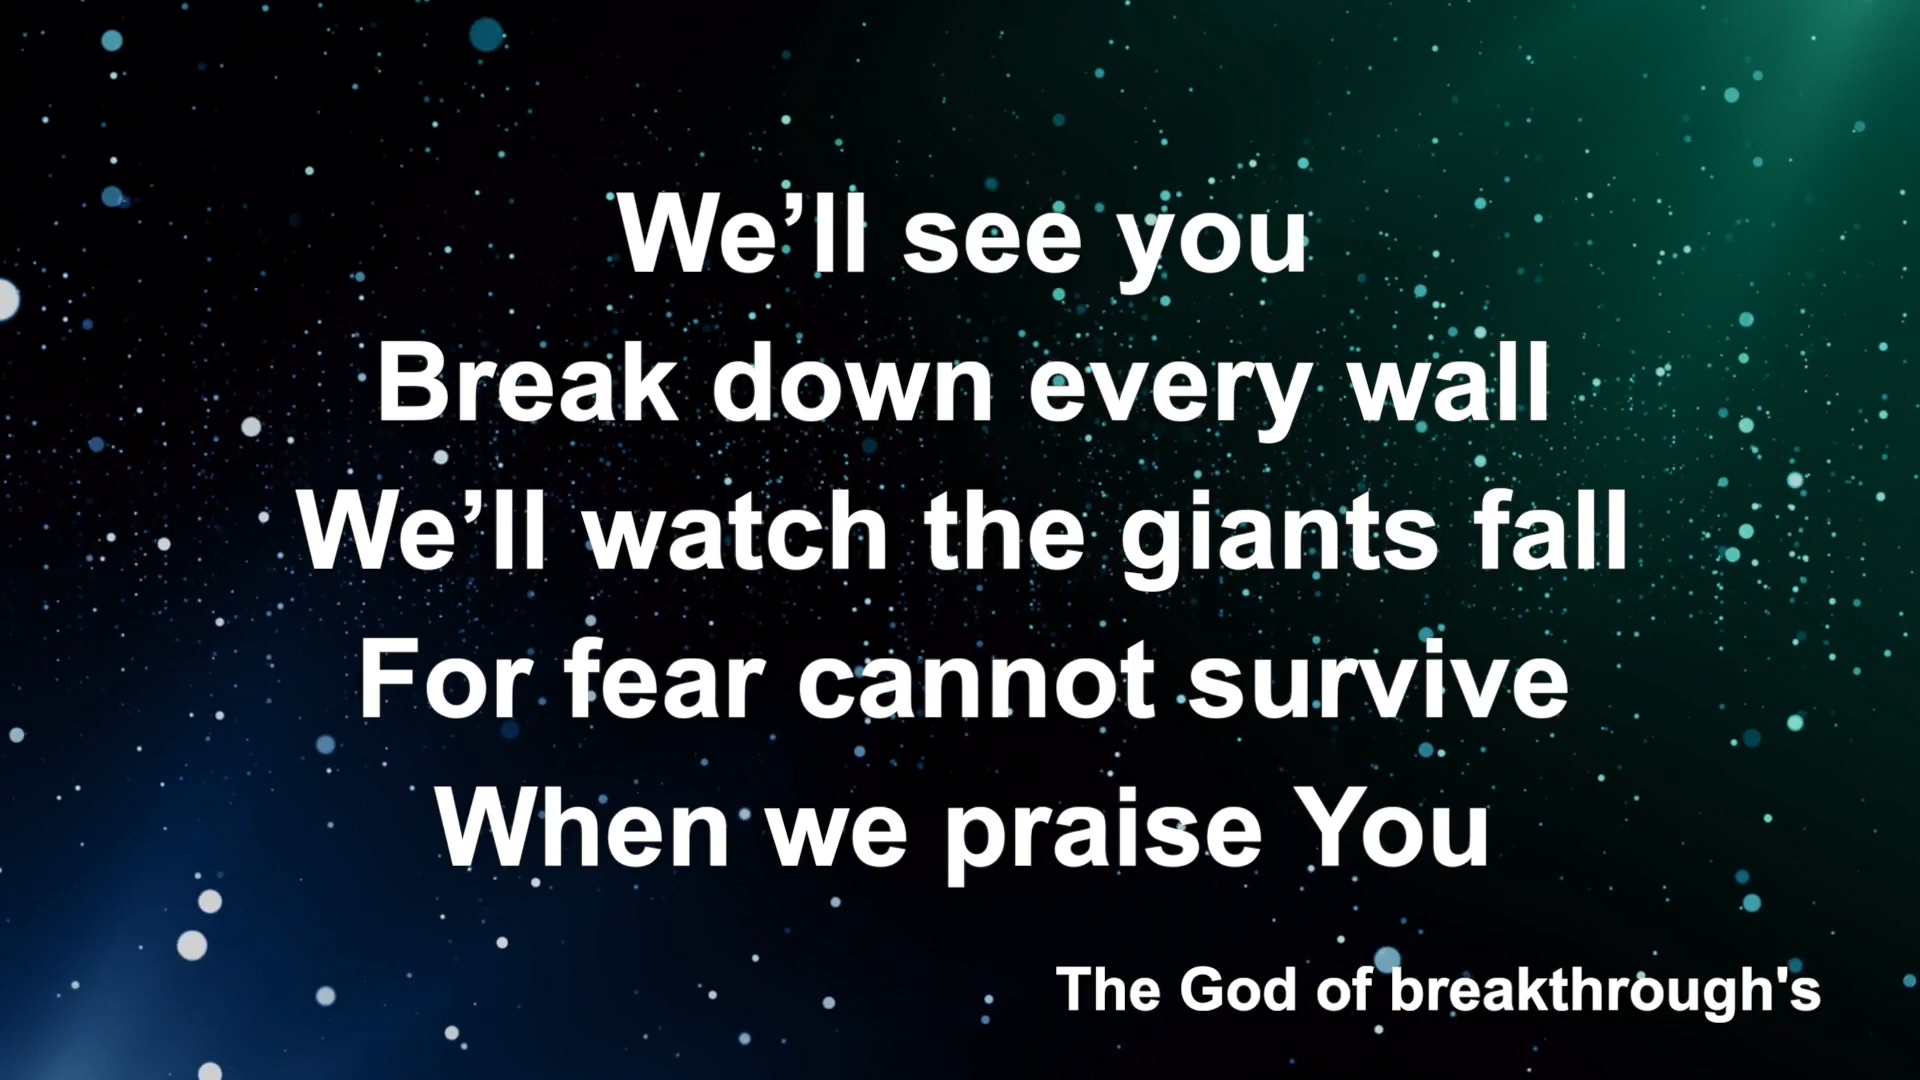 We’ll see you
Break down every wall
We’ll watch the giants fall
For fear cannot survive
When we praise You
The God of breakthrough's